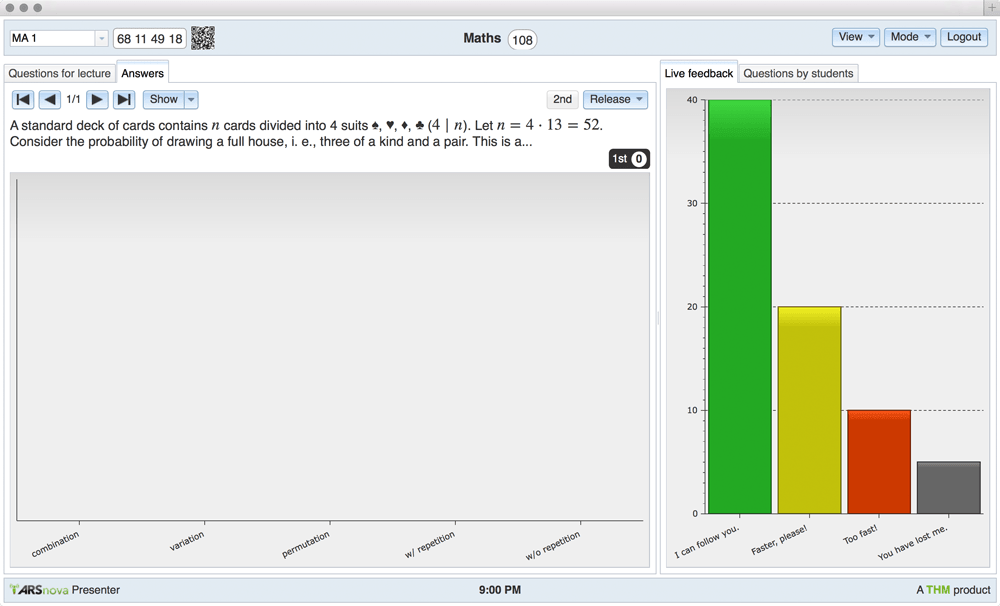 MA 1
68 11 49 18
Maths 108
View
Mode
Logout
Questions for lecture
Answers
1/1
Show
2nd
Release
A standard deck of cards contains n cards divided into 4 suits ♠, ♥, ♦, ♣ (4 | n). Let n = 4 · 13 = 52.
Consider the probability of drawing a full house, i. e., three of a kind and a pair. This is a...
1st 0
combination
variation
permutation
w/ repetition
w/o repetition
Live feedback
Questions by students
40
30
20
10
0
I can follow you.
Faster, please!
Too fast!
You have lost me.
ARSnova Presenter
9:00 PM
A THM product